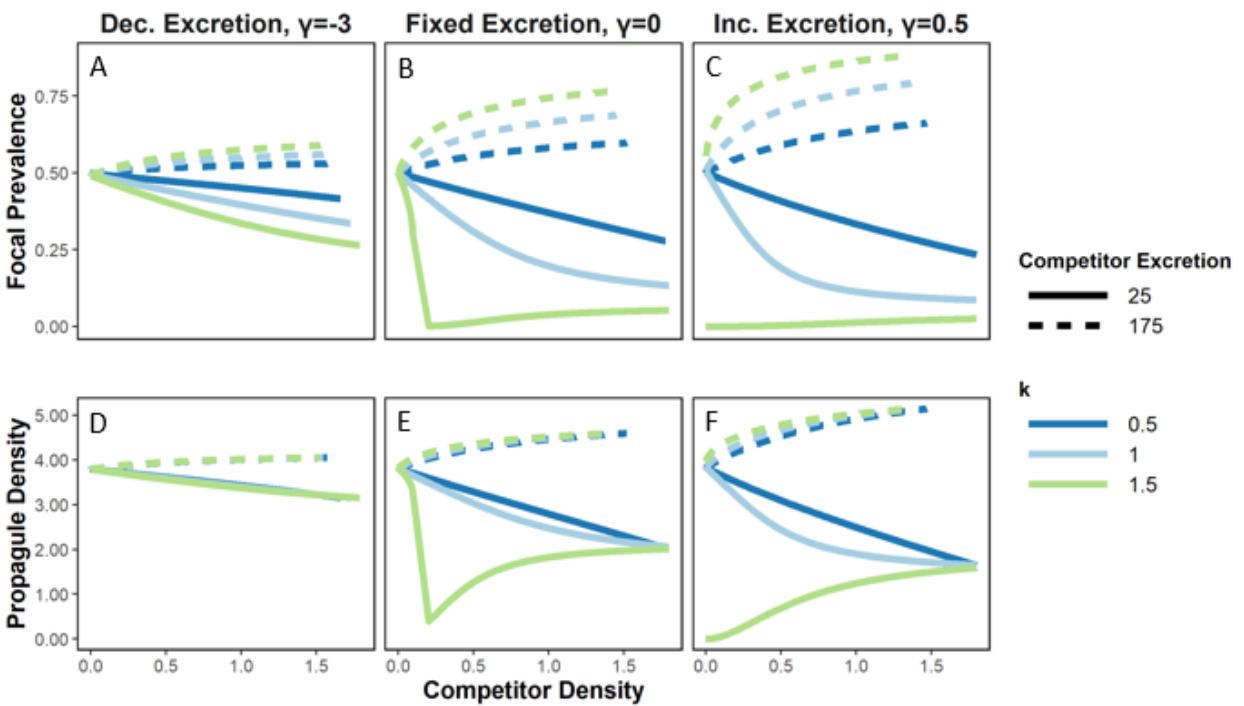 Dec. Excretion, γ=-3
Fixed Excretion, γ=0
Inc. Excretion, γ=0.5
A
B
C
Focal Prevalence
0.75
0.50
0.25
0.00
Competitor Excretion
25
175
D
E
F
Propagule Density
5.00
4.00
3.00
2.00
1.00
0.00
k
0.5
1
1.5
0.0 0.5 1.0 1.5
0.0 0.5 1.0 1.5
0.0 0.5 1.0 1.5
Competitor Density